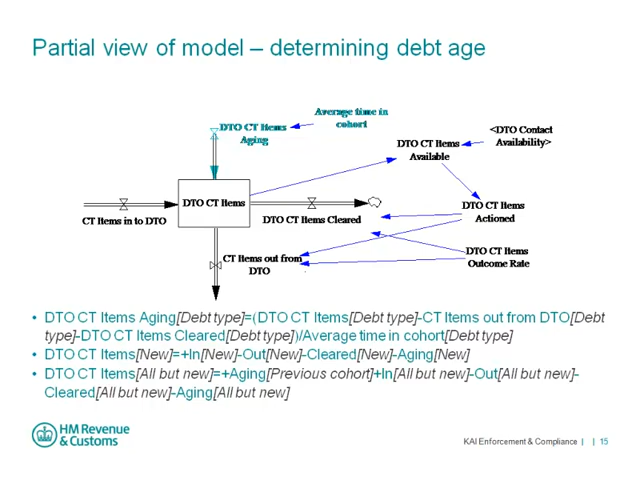 Partial view of model – determining debt age
Average time in
cohort
DTO CT Items
Aging
<DTO Contact
Availability>
DTO CT Items
Available
DTO CT Items
CT Items in to DTO
DTO CT Items Cleared
DTO CT Items
Actioned
CT Items out from
DTO
DTO CT Items
Outcome Rate
• DTO CT Items Aging[Debt type]=(DTO CT Items[Debt type]-CT Items out from DTO[Debt
type]-DTO CT Items Cleared[Debt type])/Average time in cohort[Debt type]
• DTO CT Items[New]=+In[New]-Out[New]-Cleared[New]-Aging[New]
• DTO CT Items[All but new]=+Aging[Previous cohort]+In[All but new]-Out[All but new]-
Cleared[All but new]-Aging[All but new]
HM Revenue
& Customs
KAI Enforcement & Compliance | | 15